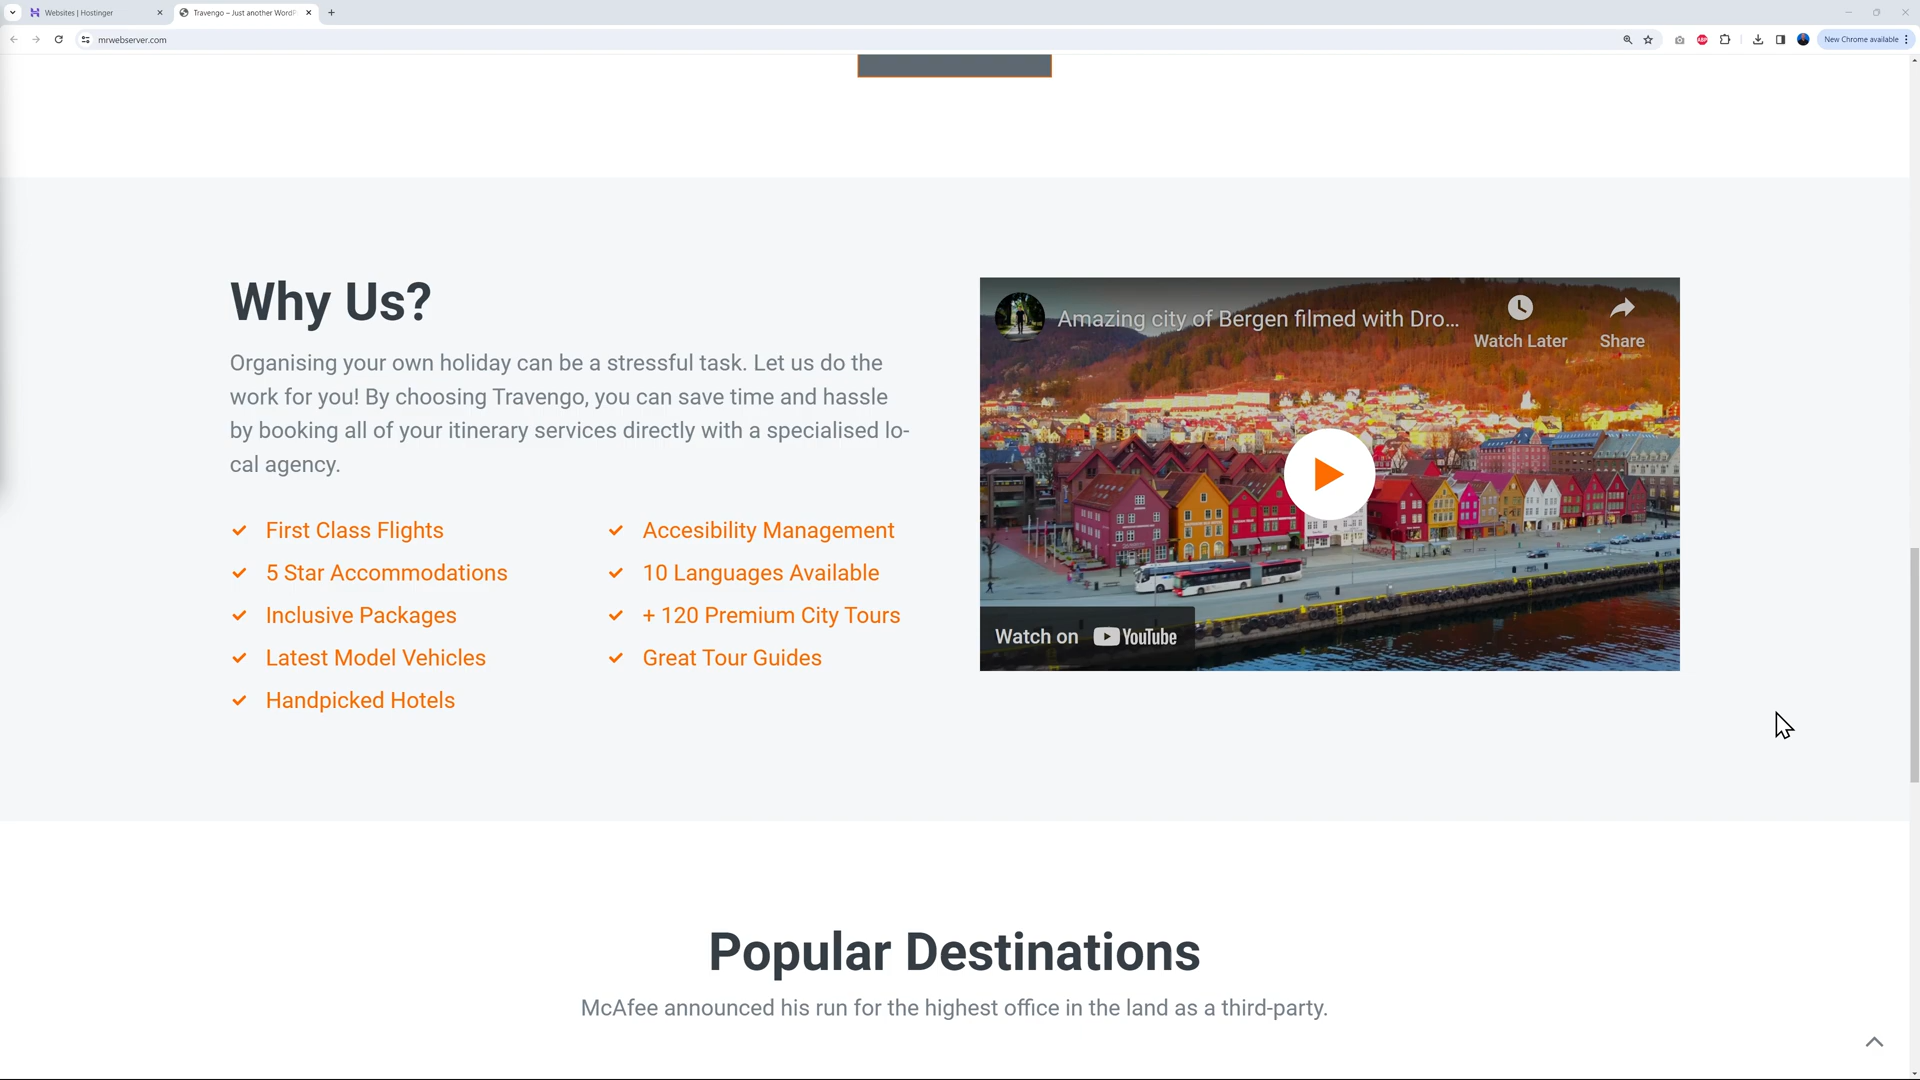 Websites | Hostinger
Travengo – Just another WordP
mrwebserver.com
ABP
New Chrome available
Why Us?
Organising your own holiday can be a stressful task. Let us do the
work for you! By choosing Travengo, you can save time and hassle
by booking all of your itinerary services directly with a specialised lo-
cal agency.
First Class Flights
5 Star Accommodations
Inclusive Packages
Latest Model Vehicles
Handpicked Hotels
Accesibility Management
10 Languages Available
+ 120 Premium City Tours
Great Tour Guides
Amazing city of Bergen filmed with Dro...
Watch Later
Share
Watch on YouTube
Popular Destinations
McAfee announced his run for the highest office in the land as a third-party.